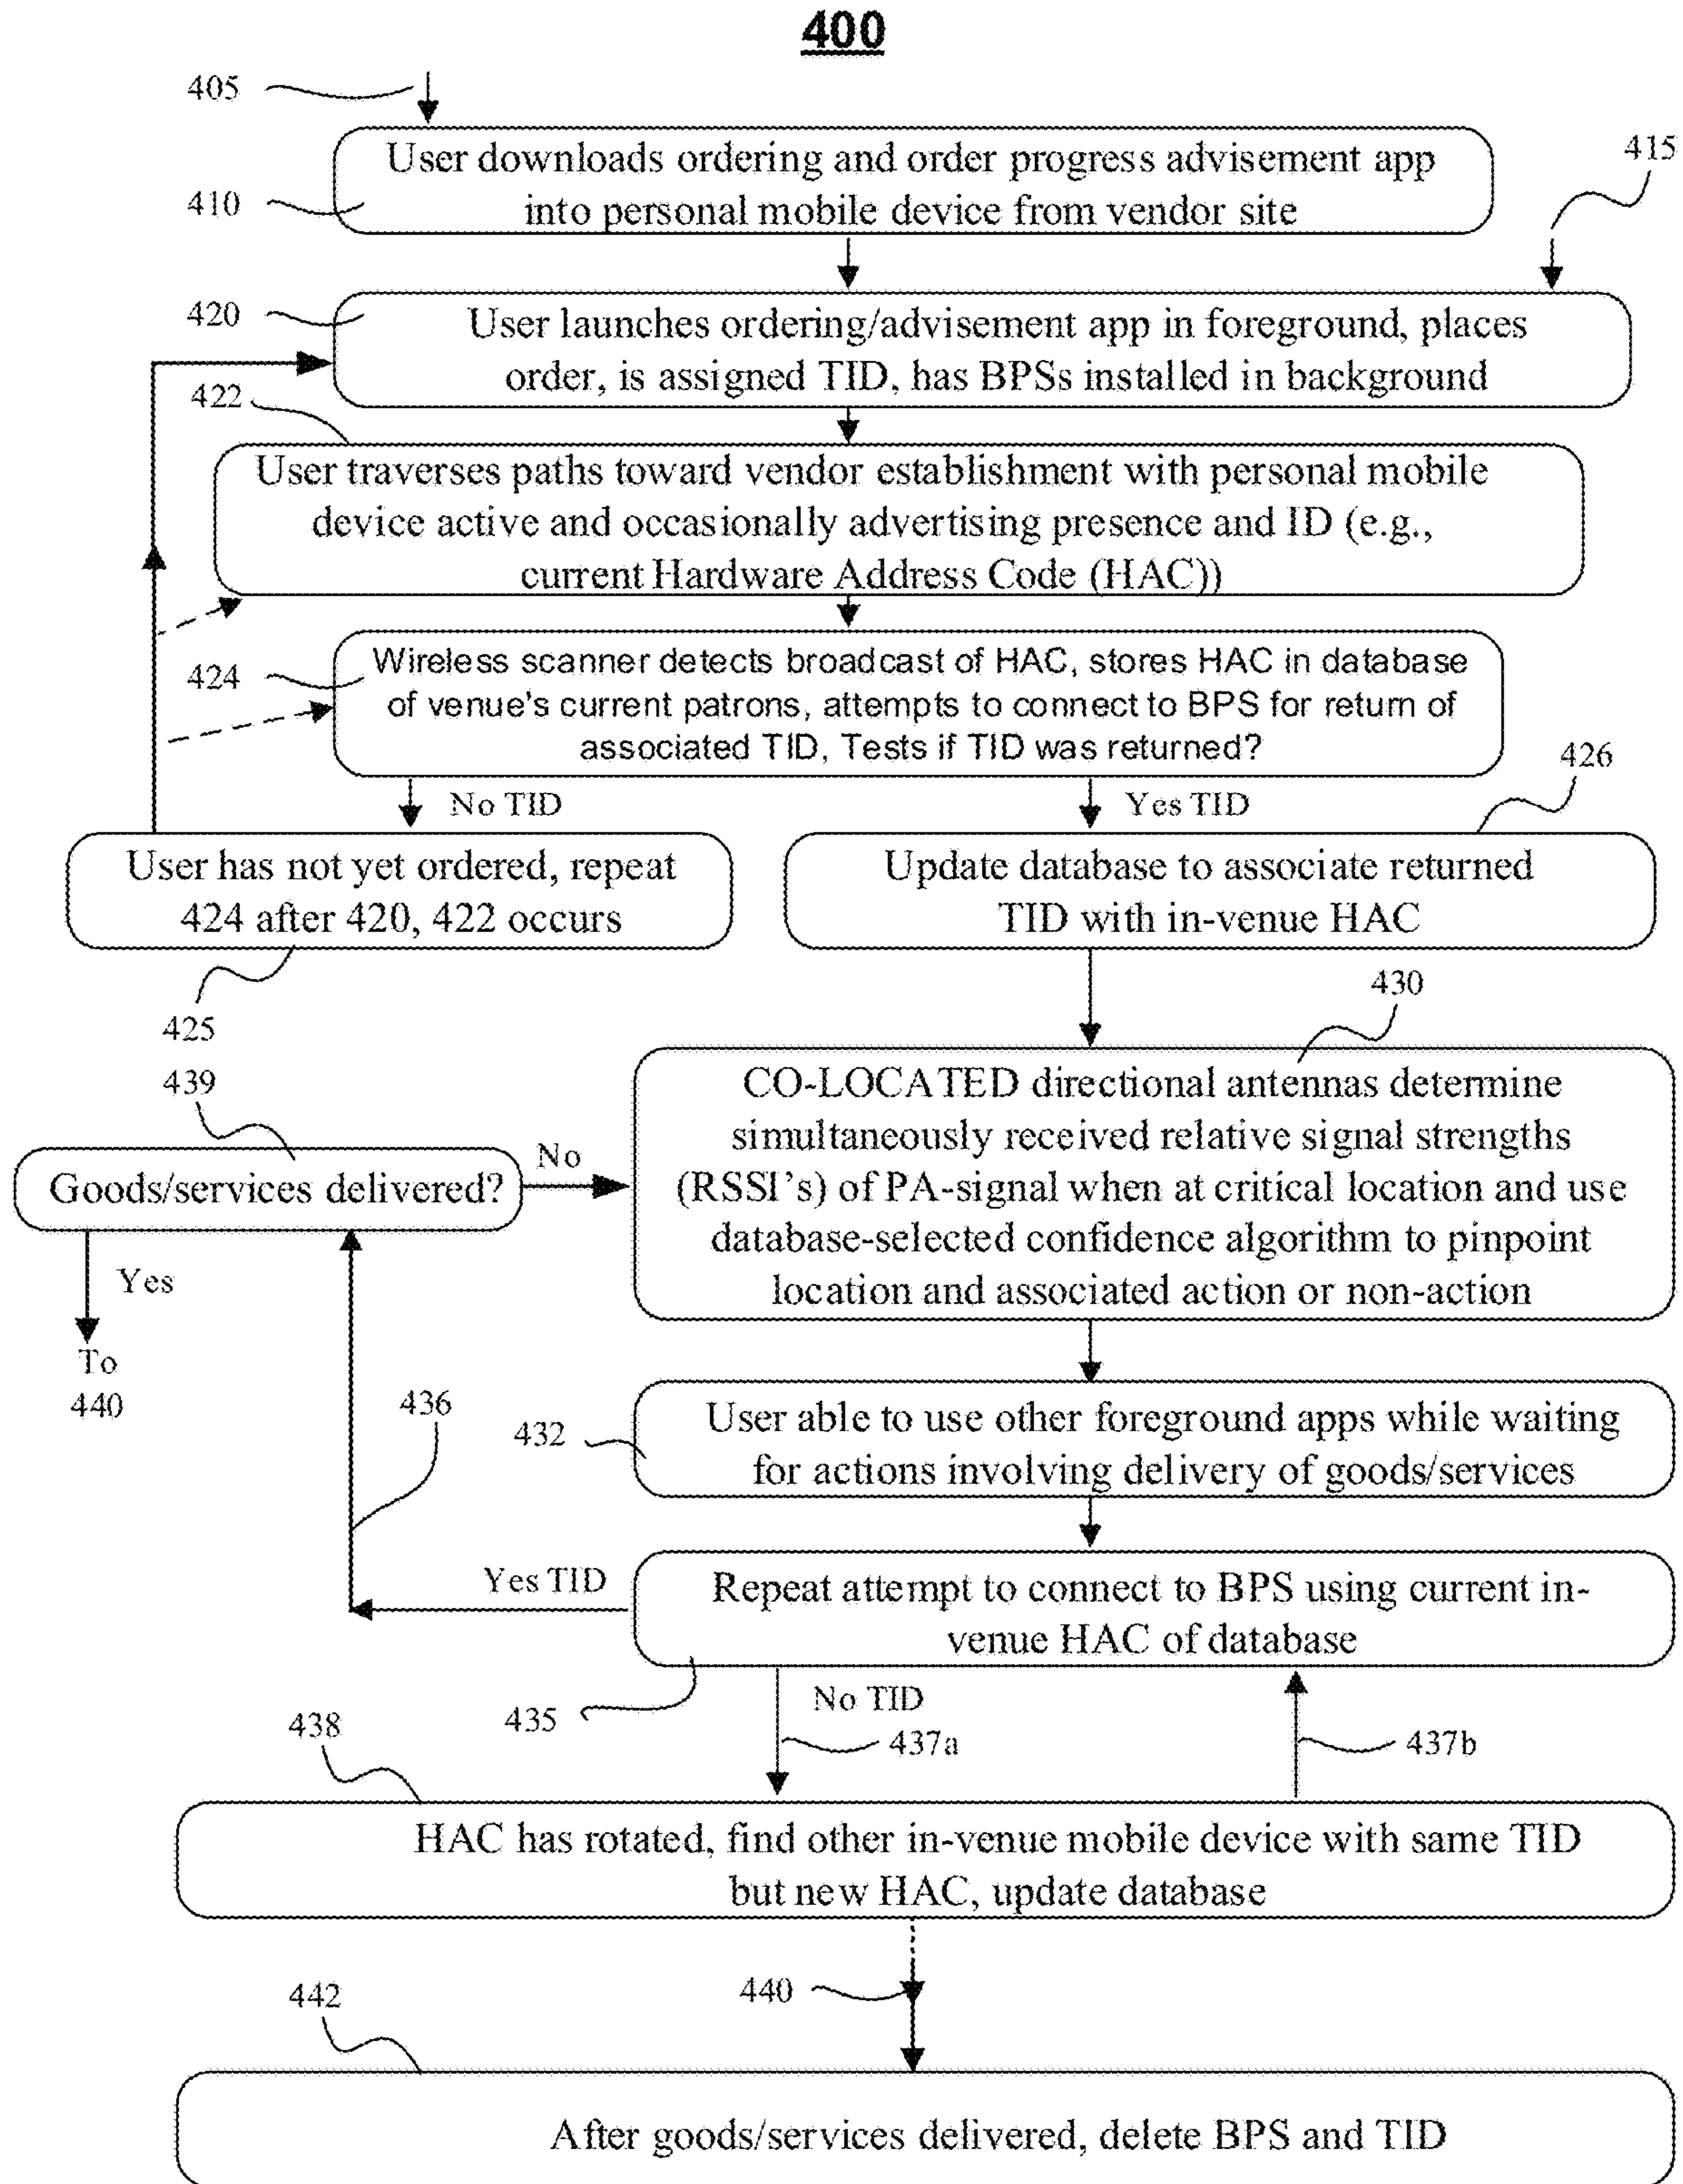 400
405
User downloads ordering and order progress advisement app
into personal mobile device from vendor site
410
415
420
User launches ordering/advisement app in foreground, places
order, is assigned TID, has BPSs installed in background
422
User traverses paths toward vendor establishment with personal mobile
device active and occasionally advertising presence and ID (e.g.,
current Hardware Address Code (HAC))
424
Wireless scanner detects broadcast of HAC, stores HAC in database
of venue's current patrons, attempts to connect to BPS for return of
associated TID, Tests if TID was returned?
No TID
Yes TID
426
User has not yet ordered, repeat
424 after 420, 422 occurs
425
Update database to associate returned
TID with in-venue HAC
430
439
Goods/services delivered?
No
Yes
To
440
CO-LOCATED directional antennas determine
simultaneously received relative signal strengths
(RSSI's) of PA-signal when at critical location and use
database-selected confidence algorithm to pinpoint
location and associated action or non-action
436
432
User able to use other foreground apps while waiting
for actions involving delivery of goods/services
Yes TID
Repeat attempt to connect to BPS using current in-
venue HAC of database
435
No TID
437a
437b
438
HAC has rotated, find other in-venue mobile device with same TID
but new HAC, update database
440
442
After goods/services delivered, delete BPS and TID